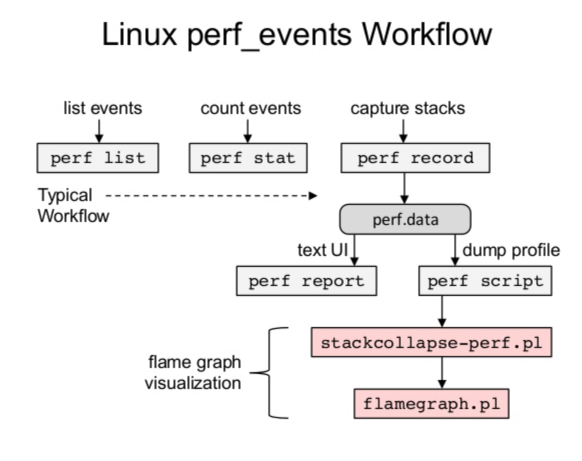 Linux perf_events Workflow
list events
count events
capture stacks
perf list
perf stat
perf record
Typical
Workflow
perf.data
text UI
dump profile
perf report
perf script
stackcollapse-perf.pl
flame graph
visualization
flamegraph.pl